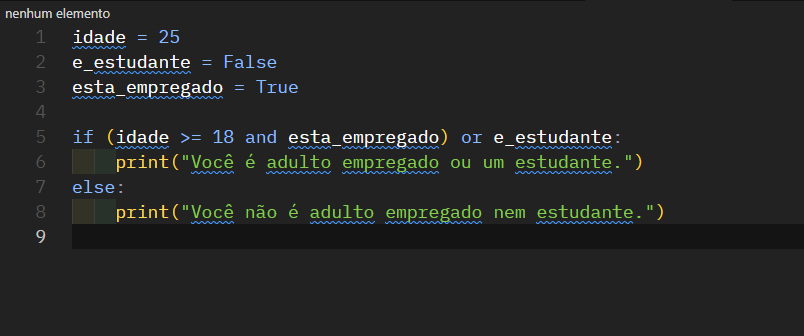 nenhum elemento
1 idade = 25
2 e_estudante = False
3 esta_empregado = True
4
5 if (idade >= 18 and esta_empregado) or e_estudante:
6 print("Você é adulto empregado ou um estudante.")
7 else:
8 print("Você não é adulto empregado nem estudante.")
9